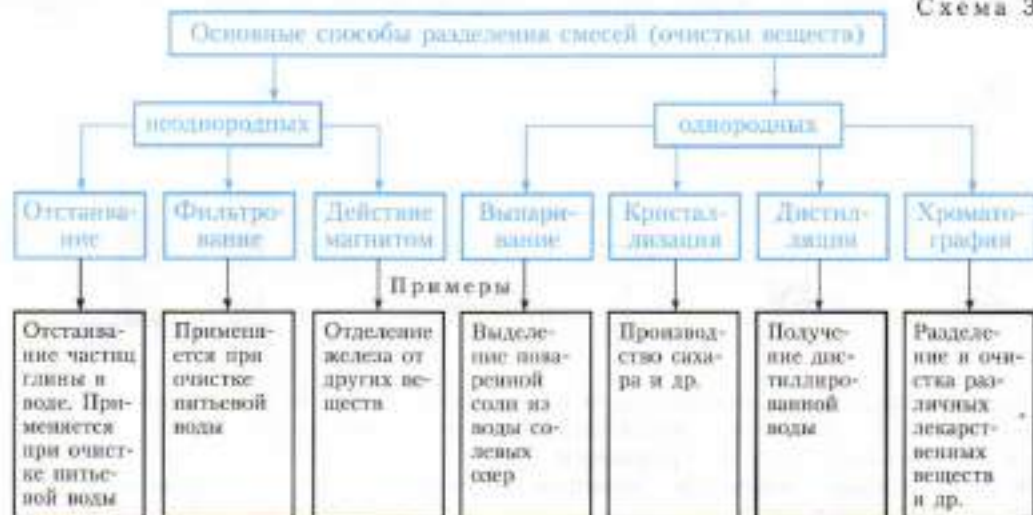 Схема 3
Основные способы разделения смесей (очистки веществ)
неоднородных
однородных
Отстаива-
ние
Фильтро-
вание
Действие
магнитом
Выпари-
вание
Кристал-
лизация
Дистил-
ляция
Хромато-
графия
Примеры
Отстаива-
ние частиц
глины в
воде. При-
меняется
при очист-
ке питье-
вой воды
Применя-
ется при
очистке
питьевой
воды
Отделение
железа от
других ве-
ществ
Выделе-
ние пова-
ренной
соли из
воды со-
левых
озер
Производ-
ство саха-
ра и др.
Получе-
ние дис-
тиллиро-
ванной
воды
Разделе-
ние и очи-
стка раз-
личных
лекарст-
венных
веществ
и др.